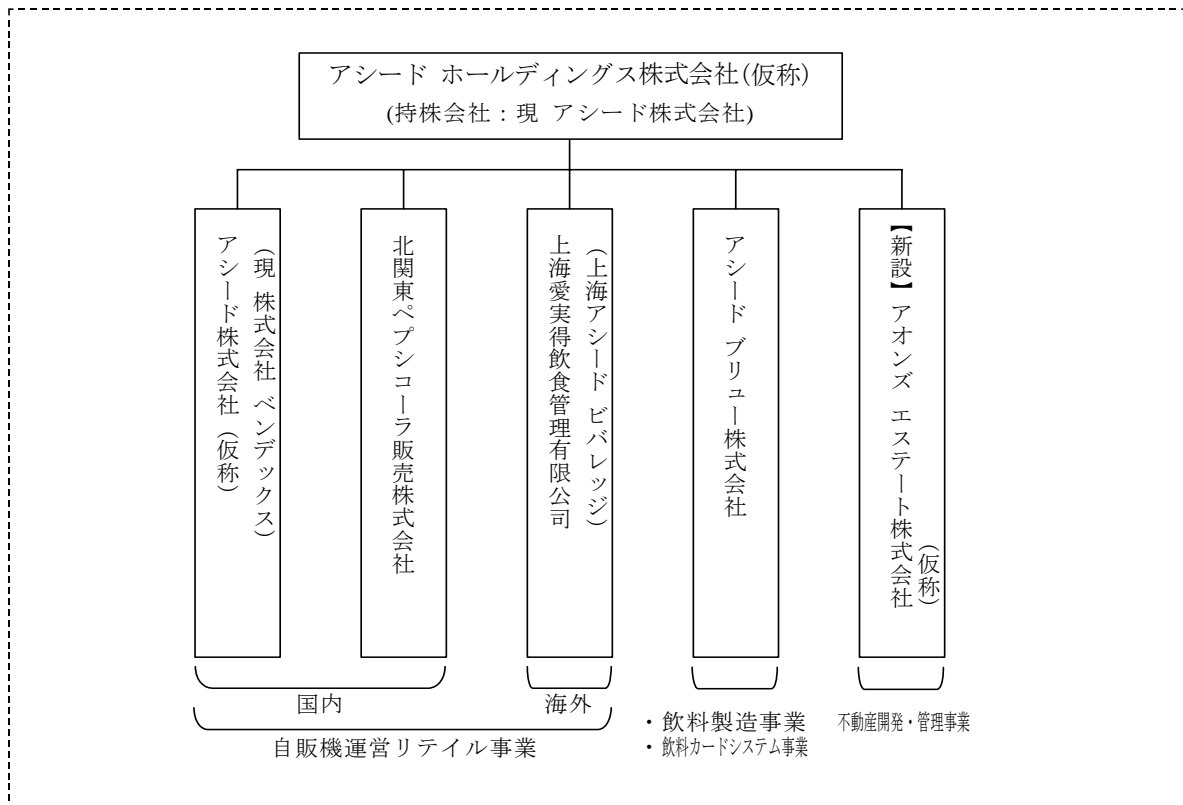 アシード ホールディングス株式会社(仮称)
(持株会社:現 アシード株式会社)
(現 株式会社 ベンデックス)
アシード株式会社 (仮称)
北関東ペプシコーラ販売株式会社
(上海アシード ビバレッジ)
上海愛実得飲食管理有限公司
アシード ブリュー株式会社
【新設】アオンズ エステート株式会社
(仮称)
国内
海外
自販機運営リテイル事業
・飲料製造事業
・飲料カードシステム事業
不動産開発・管理事業